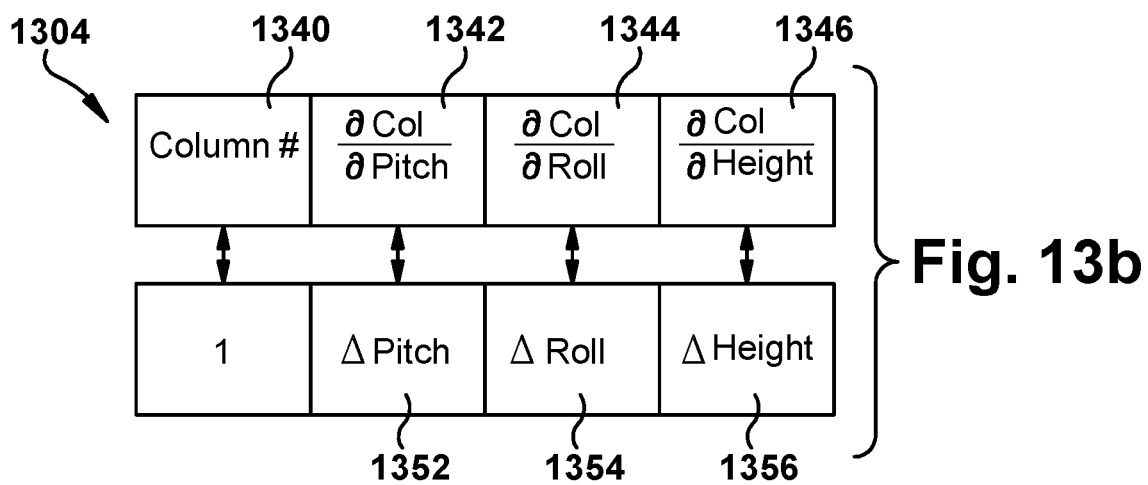 1304 1340 1342 1344 1346
Column # ∂ Col ∂ Col ∂ Col
∂ Pitch ∂ Roll ∂ Height
Fig. 13b
1 Δ Pitch Δ Roll Δ Height
1352 1354 1356